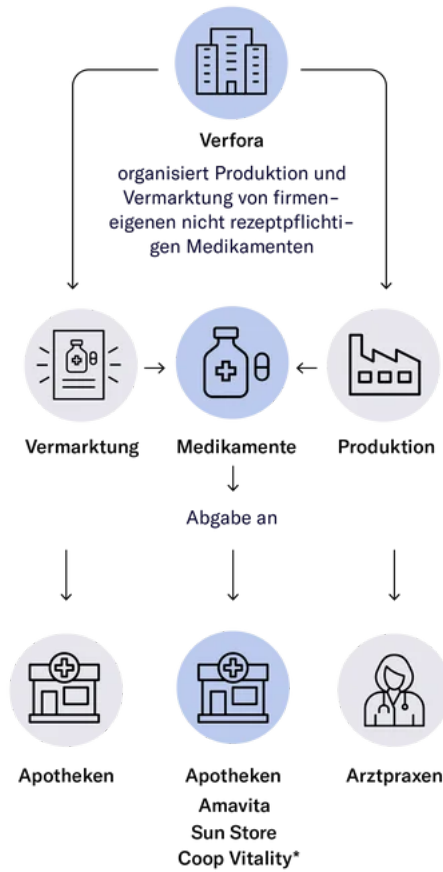 Verfora
organisiert Produktion und
Vermarktung von firmen-
eigenen nicht rezeptpflichti-
gen Medikamenten
Vermarktung
Medikamente
Produktion
Abgabe an
Apotheken
Apotheken
Amavita
Sun Store
Coop Vitality*
Arztpraxen